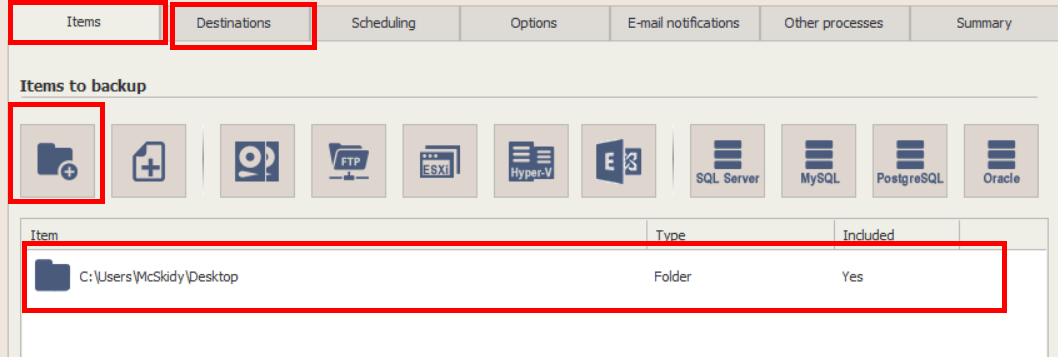 Items Destinations Scheduling Options E-mail notifications Other processes Summary
Items to backup
FTP ESXi Hyper-V E SQL Server MySQL PostgreSQL Oracle
Item Type Included
C:\Users\McSkidy\Desktop Folder Yes